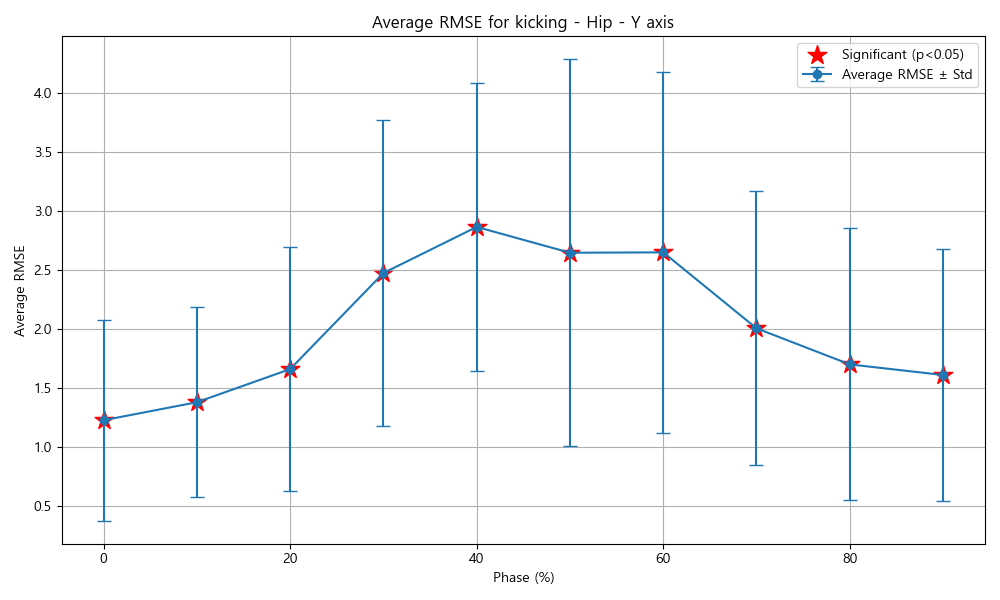 Average RMSE for kicking - Hip - Y axis
Significant (p<0.05)
Average RMSE ± Std
Average RMSE
4.0
3.5
3.0
2.5
2.0
1.5
1.0
0.5
0 20 40 60 80
Phase (%)